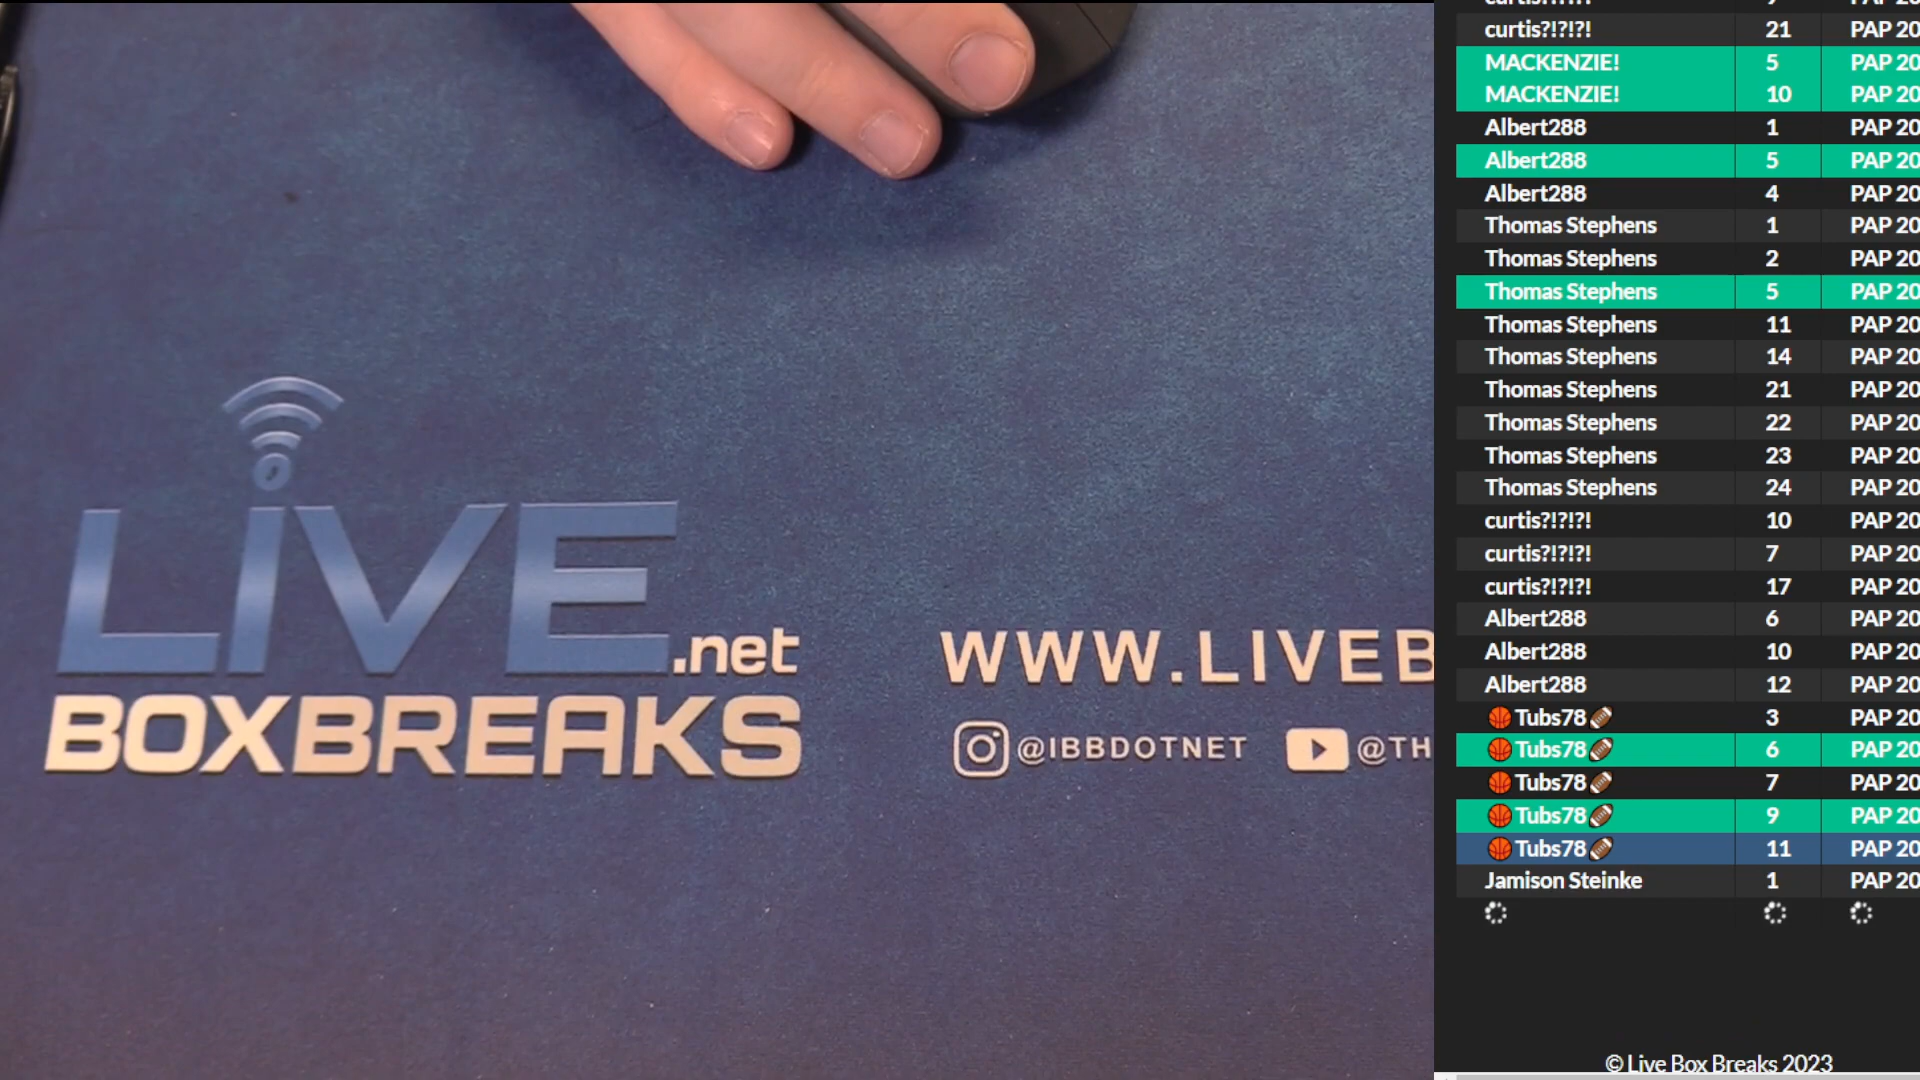 LIVE.net
BOXBREAKS
WWW.LIVEB
@IBBDOTNET @TH
curtis?!?!?! 21 PAP 20
MACKENZIE! 5 PAP 20
MACKENZIE! 10 PAP 20
Albert288 1 PAP 20
Albert288 5 PAP 20
Albert288 4 PAP 20
Thomas Stephens 1 PAP 20
Thomas Stephens 2 PAP 20
Thomas Stephens 5 PAP 20
Thomas Stephens 11 PAP 20
Thomas Stephens 14 PAP 20
Thomas Stephens 21 PAP 20
Thomas Stephens 22 PAP 20
Thomas Stephens 23 PAP 20
Thomas Stephens 24 PAP 20
curtis?!?!?! 10 PAP 20
curtis?!?!?! 7 PAP 20
curtis?!?!?! 17 PAP 20
Albert288 6 PAP 20
Albert288 10 PAP 20
Albert288 12 PAP 20
🏀Tubs78🏈 3 PAP 20
🏀Tubs78🏈 6 PAP 20
🏀Tubs78🏈 7 PAP 20
🏀Tubs78🏈 9 PAP 20
🏀Tubs78🏈 11 PAP 20
Jamison Steinke 1 PAP 20
© Live Box Breaks 2023